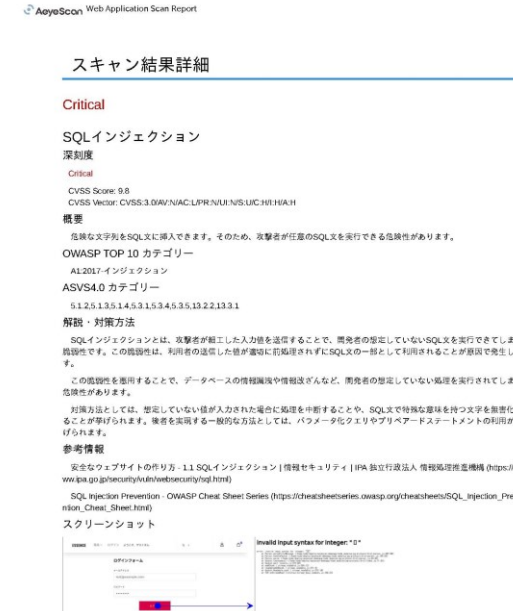 AeyeScan Web Application Scan Report
スキャン結果詳細
Critical
SQLインジェクション
深刻度
Critical
CVSS Score: 9.8
CVSS Vector: CVSS:3.0/AV:N/AC:L/PR:N/UI:N/S:U/C:H/I:H/A:H
概要
危険な文字列をSQL文に挿入できます。そのため、攻撃者が任意のSQL文を実行できる危険性があります。
OWASP TOP 10 カテゴリー
A1:2017-インジェクション
ASVS4.0 カテゴリー
5.1.2,5.1.3,5.1.4,5.3.1,5.3.4,5.3.5,13.2.2,13.3.1
解説・対策方法
SQLインジェクションとは、攻撃者が細工した入力値を送信することで、開発者の想定していないSQL文を実行できてしま
脆弱性です。この脆弱性は、利用者の送信した値が適切に前処理されずにSQL文の一部として利用されることが原因で発生し
す。
この脆弱性を悪用することで、データベースの情報漏洩や情報改ざんなど、開発者の想定していない処理を実行されてしま
危険性があります。
対策方法としては、想定していない値が入力された場合に処理を中断することや、SQL文で特殊な意味を持つ文字を無害化
ることが挙げられます。後者を実現する一般的な方法としては、パラメータ化クエリやプリペアードステートメントの利用が
げられます。
参考情報
安全なウェブサイトの作り方 - 1.1 SQLインジェクション | 情報セキュリティ | IPA 独立行政法人 情報処理推進機構 (https://
ww.ipa.go.jp/security/vuln/websecurity/sql.html)
SQL Injection Prevention - OWASP Cheat Sheet Series (https://cheatsheetseries.owasp.org/cheatsheets/SQL_Injection_Pre
ntion_Cheat_Sheet.html)
スクリーンショット
ログインフォーム
Invalid input syntax for integer: "